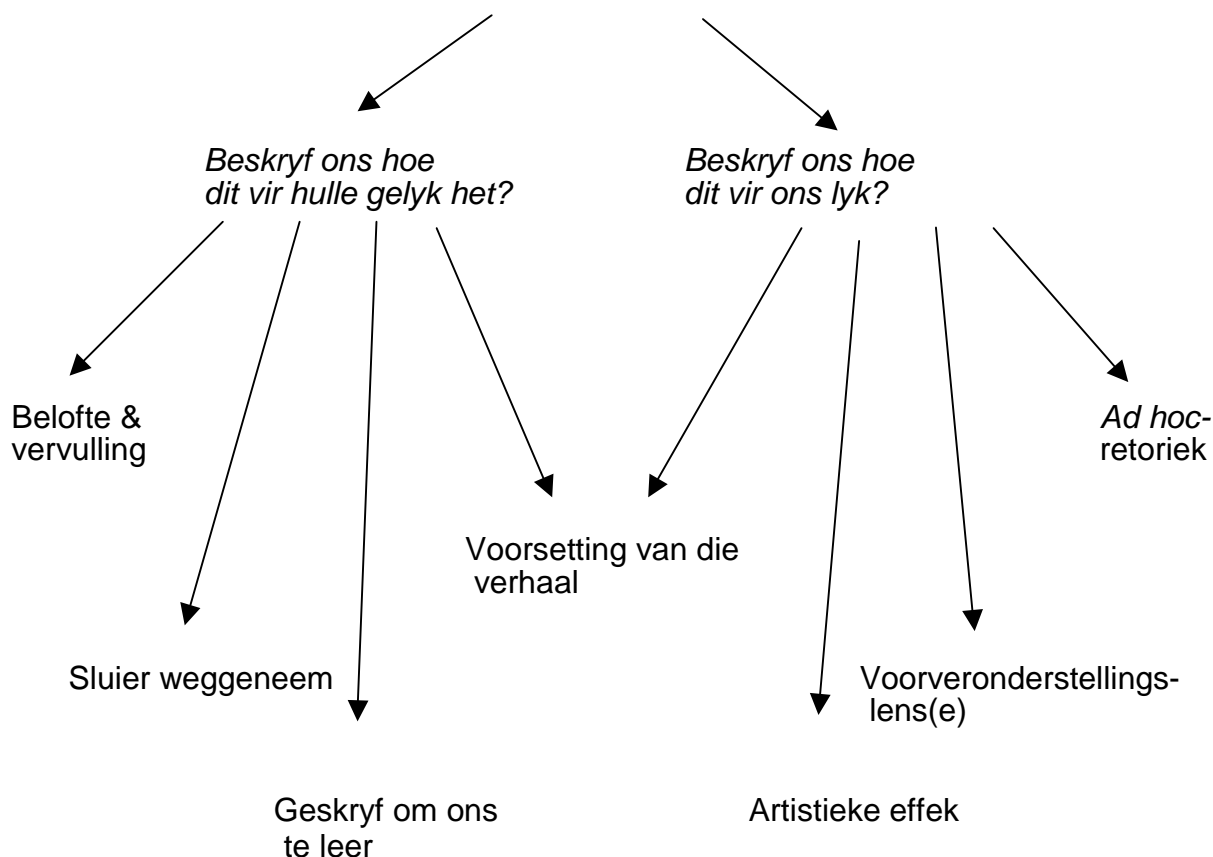 Beskryf ons hoe
dit vir hulle gelyk het?
Beskryf ons hoe
dit vir ons lyk?
Belofte &
vervulling
Ad hoc-
retoriek
Voorsetting van die
verhaal
Sluier weggeneem
Voorveronderstellings-
lens(e)
Geskryf om ons
te leer
Artistieke effek